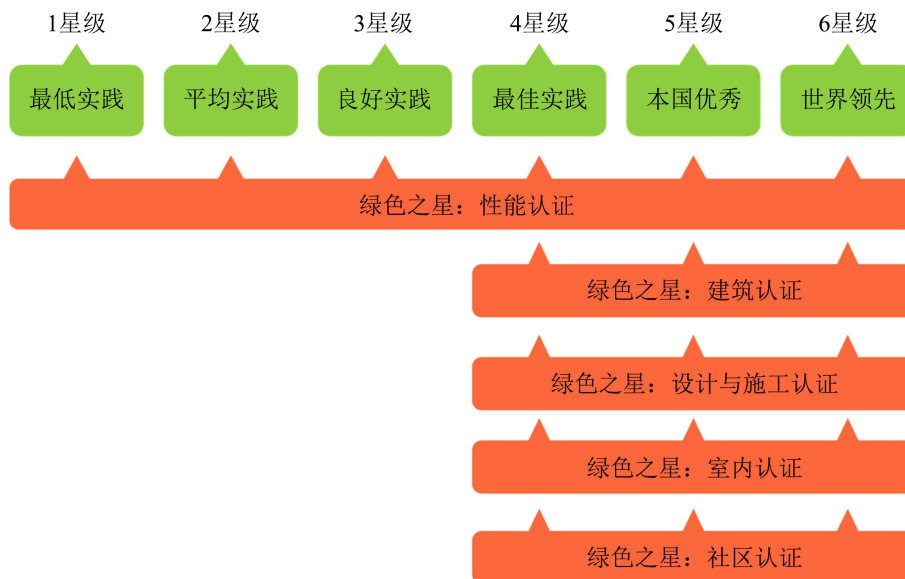 1星级 2星级 3星级 4星级 5星级 6星级
最低实践 平均实践 良好实践 最佳实践 本国优秀 世界领先
绿色之星：性能认证
绿色之星：建筑认证
绿色之星：设计与施工认证
绿色之星：室内认证
绿色之星：社区认证